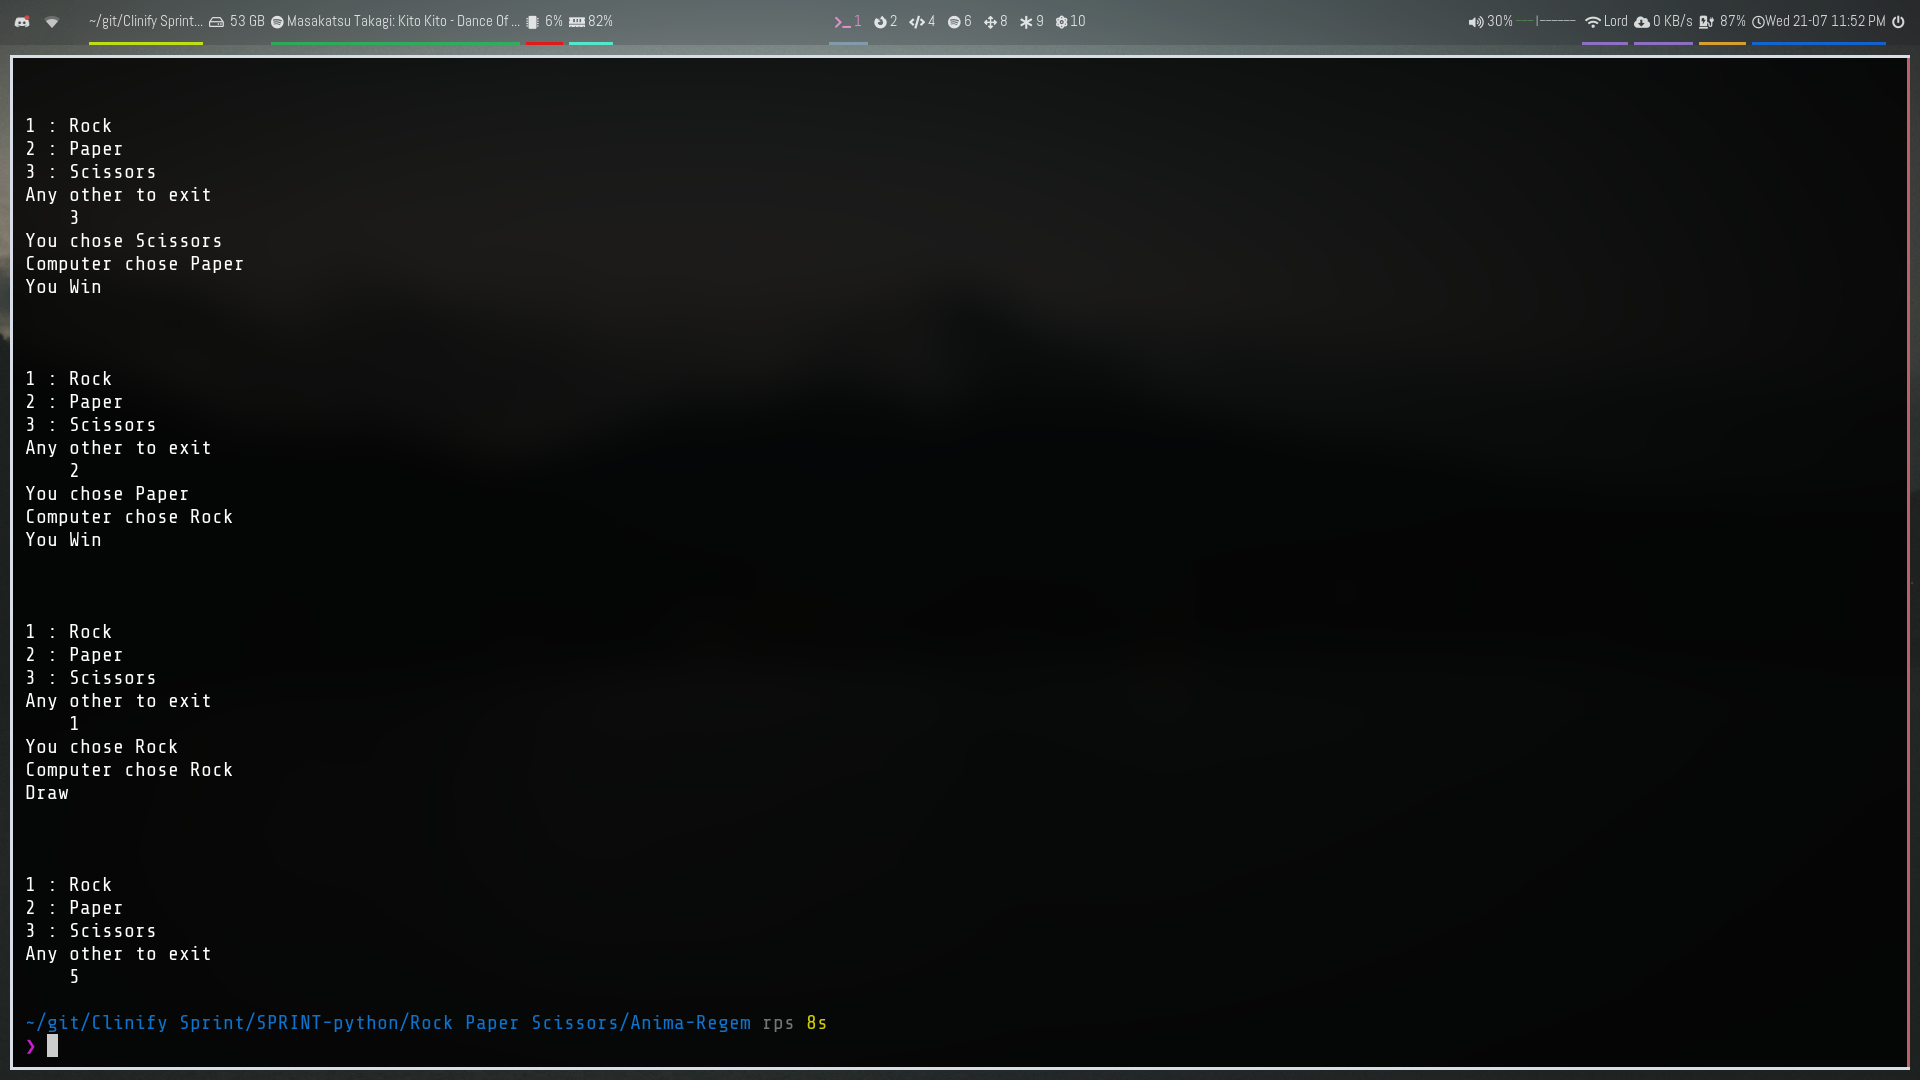 ~/git/Clinify Sprint... 53 GB Masakatsu Takagi: Kito Kito - Dance Of ... 6% 82% >_ 1 2 </> 4 6 8 9 10 30% Lord 0 KB/s 87% Wed 21-07 11:52 PM
1 : Rock
2 : Paper
3 : Scissors
Any other to exit
3
You chose Scissors
Computer chose Paper
You Win
1 : Rock
2 : Paper
3 : Scissors
Any other to exit
2
You chose Paper
Computer chose Rock
You Win
1 : Rock
2 : Paper
3 : Scissors
Any other to exit
1
You chose Rock
Computer chose Rock
Draw
1 : Rock
2 : Paper
3 : Scissors
Any other to exit
5
~/git/Clinify Sprint/SPRINT-python/Rock Paper Scissors/Anima-Regem rps 8s
❯